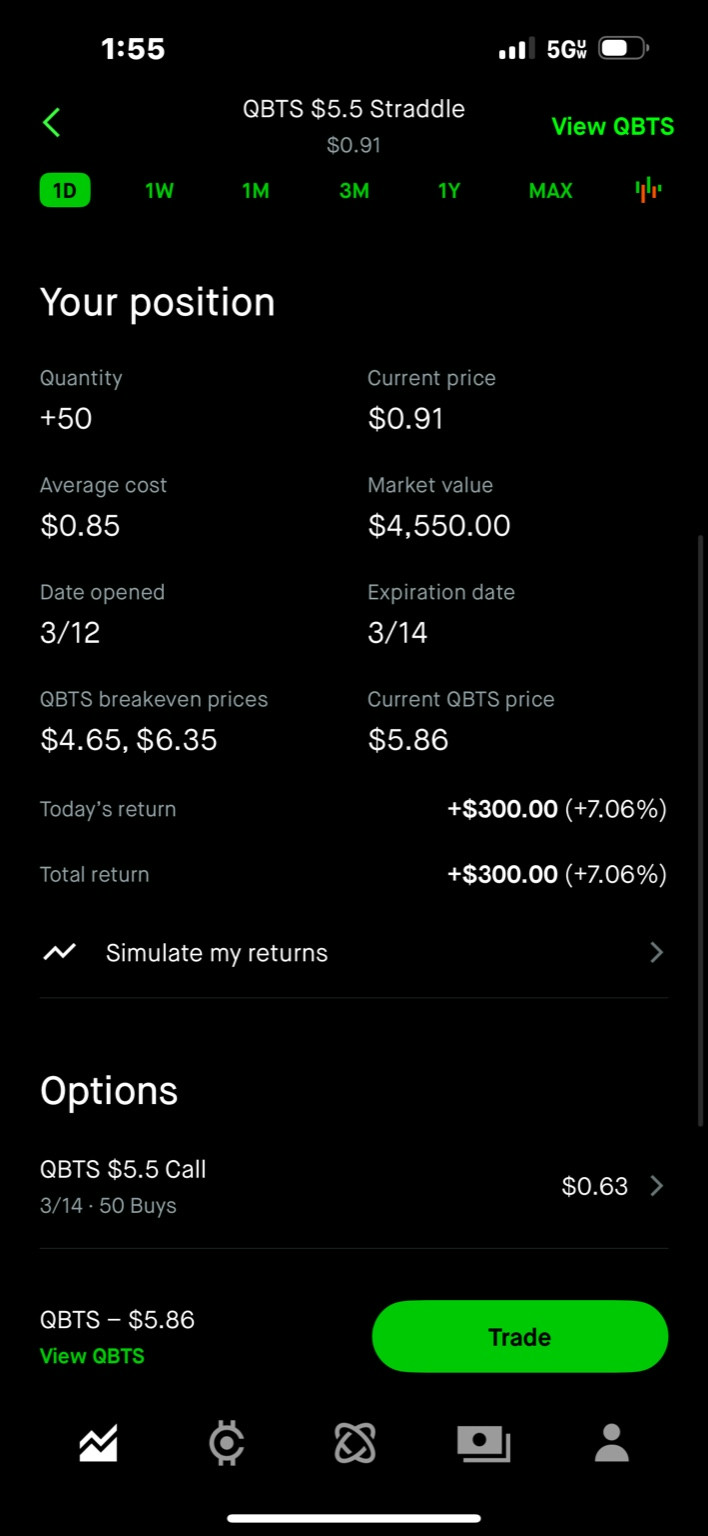 1:55
5GUW
QBTS $5.5 Straddle
$0.91
View QBTS
1D 1W 1M 3M 1Y MAX
Your position
Quantity Current price
+50 $0.91
Average cost Market value
$0.85 $4,550.00
Date opened Expiration date
3/12 3/14
QBTS breakeven prices Current QBTS price
$4.65, $6.35 $5.86
Today's return +$300.00 (+7.06%)
Total return +$300.00 (+7.06%)
Simulate my returns
Options
QBTS $5.5 Call
$0.63
3/14 · 50 Buys
QBTS – $5.86
View QBTS
Trade